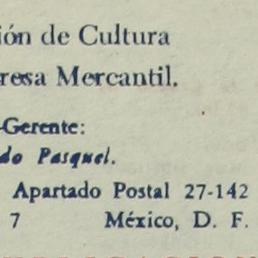 ión de Cultura
resa Mercantil.
-Gerente:
do Pasquel.
Apartado Postal 27-142
7 México, D. F.